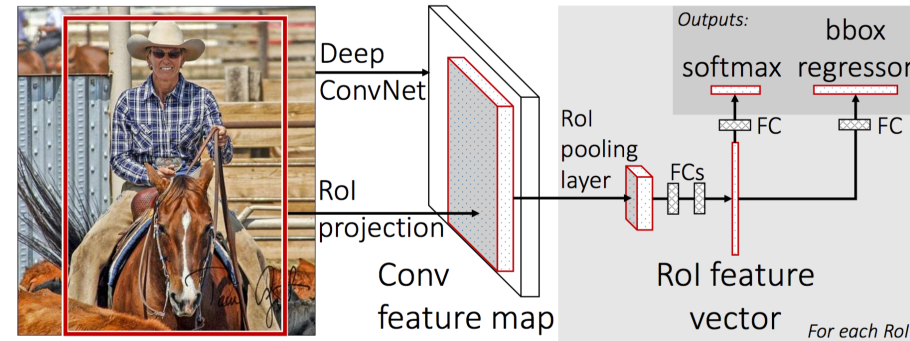 Deep
ConvNet
RoI
projection
Conv
feature map
RoI
pooling
layer
FCs
Outputs:
softmax
bbox
regressor
FC
FC
RoI feature
vector
For each RoI